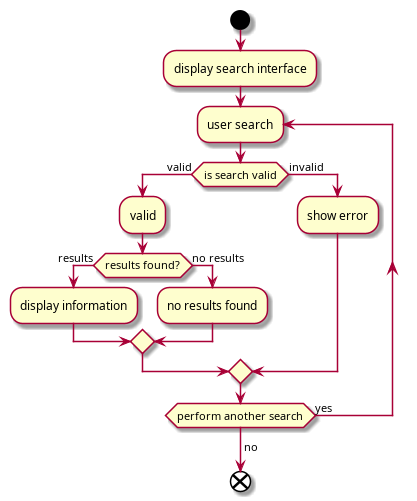 display search interface
user search
valid
is search valid
invalid
valid
show error
results
results found?
no results
display information
no results found
perform another search
yes
no